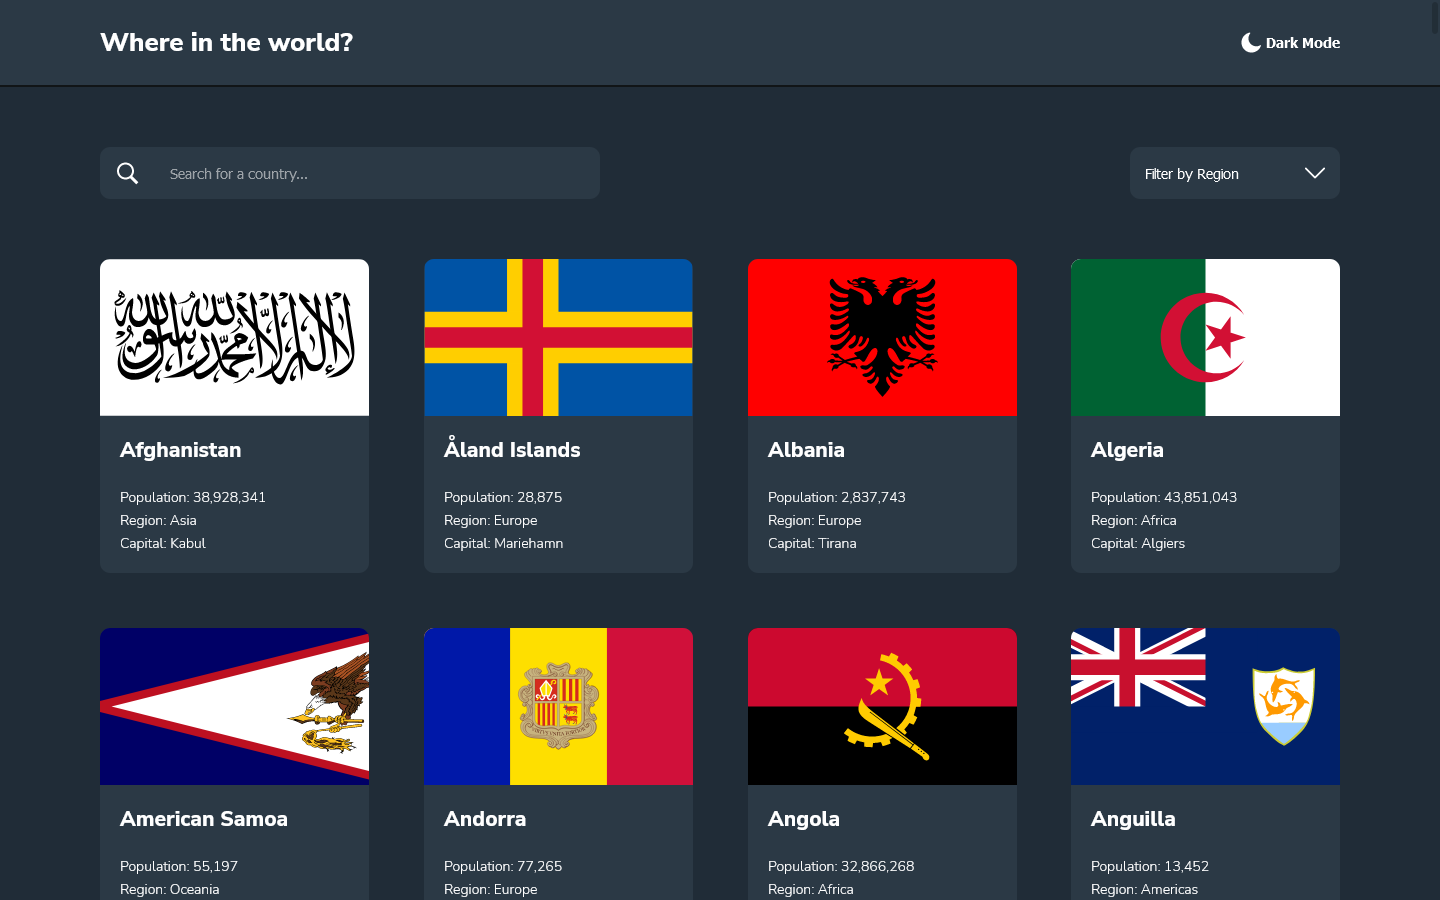 Where in the world?
Dark Mode
Search for a country...
Filter by Region
Afghanistan
Population: 38,928,341
Region: Asia
Capital: Kabul
Åland Islands
Population: 28,875
Region: Europe
Capital: Mariehamn
Albania
Population: 2,837,743
Region: Europe
Capital: Tirana
Algeria
Population: 43,851,043
Region: Africa
Capital: Algiers
American Samoa
Population: 55,197
Region: Oceania
Andorra
Population: 77,265
Region: Europe
Angola
Population: 32,866,268
Region: Africa
Anguilla
Population: 13,452
Region: Americas